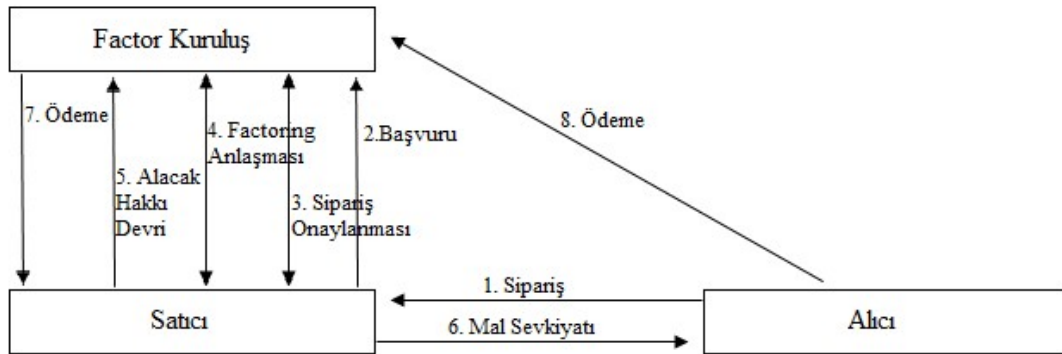 Factor Kuruluş
7. Ödeme
4. Factoring
Anlaşması
2.Başvuru
8. Ödeme
5. Alacak
Hakkı
Devri
3. Sipariş
Onaylanması
1. Sipariş
Satıcı
6. Mal Sevkiyatı
Alıcı